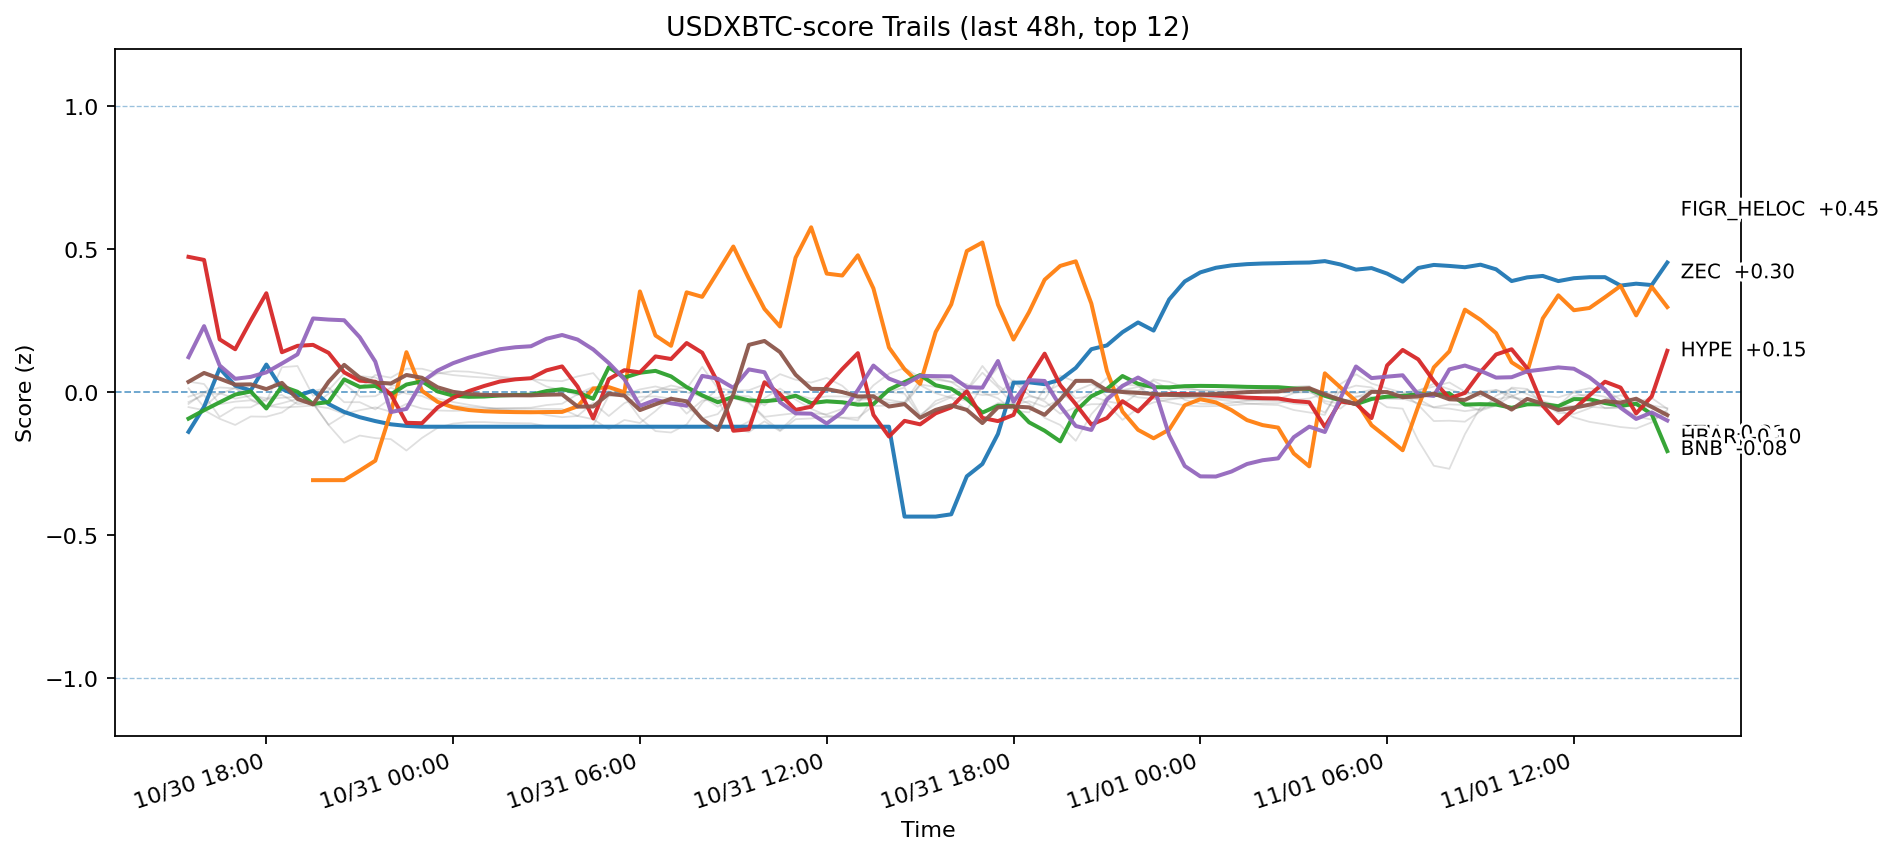 USDXBTC-score Trails (last 48h, top 12)
Score (z)
1.0
0.5
0.0
−0.5
−1.0
FIGR_HELOC +0.45
ZEC +0.30
HYPE +0.15
HBAR -0.10
BNB -0.08
10/30 18:00
10/31 00:00
10/31 06:00
10/31 12:00
10/31 18:00
11/01 00:00
11/01 06:00
11/01 12:00
Time